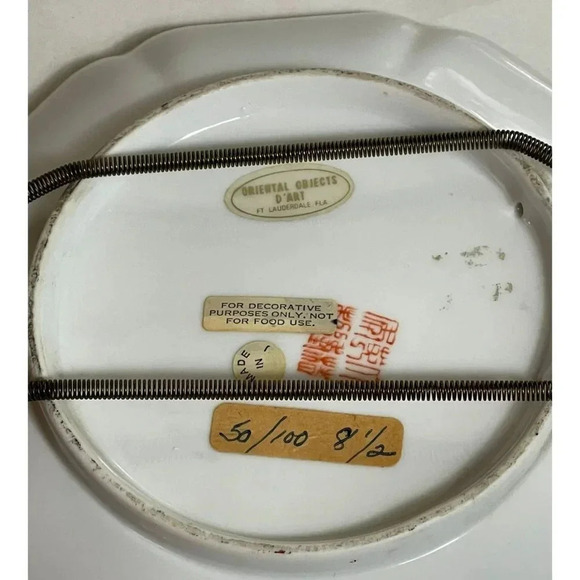 ORIENTAL OBJECTS
D'ART
FT LAUDERDALE FLA
FOR DECORATIVE
PURPOSES ONLY. NOT
FOR FOOD USE.
MADE
IN
50/100 8 1/2